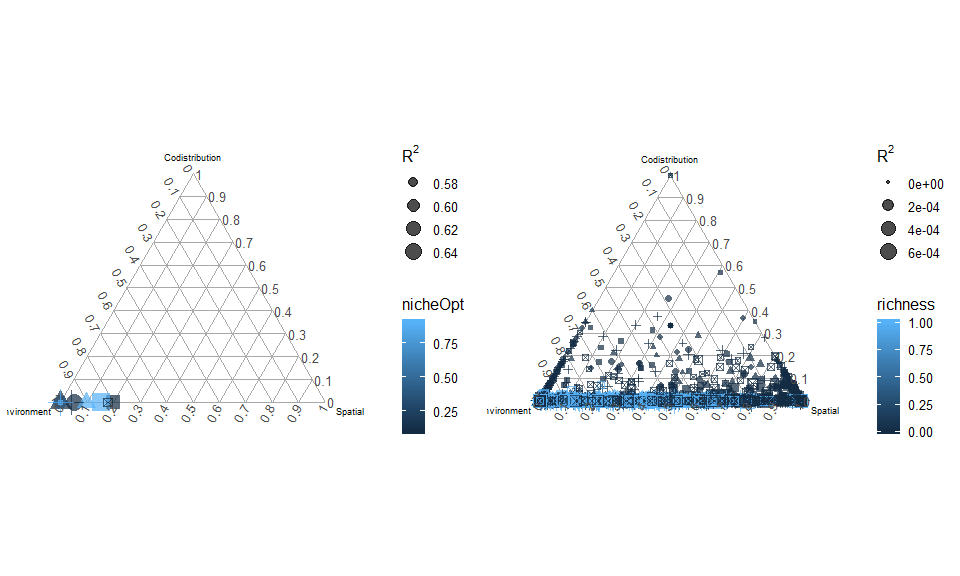 Codistribution
0 1
0.1 0.9
0.2 0.8
0.3 0.7
0.4 0.6
0.5 0.5
0.6 0.4
0.7 0.3
0.8 0.2
0.9 0.1
0
0.3 0.4 0.5 0.6 0.7 0.8 0.9 1
nvironment Spatial
R2
0.58
0.60
0.62
0.64
nicheOpt
0.75
0.50
0.25
Codistribution
0 1
0.1 0.9
0.2 0.8
0.3 0.7
0.4 0.6
0.5 0.5
0.6 0.4
0.3
nvironment Spatial
R2
0e+00
2e-04
4e-04
6e-04
richness
1.00
0.75
0.50
0.25
0.00